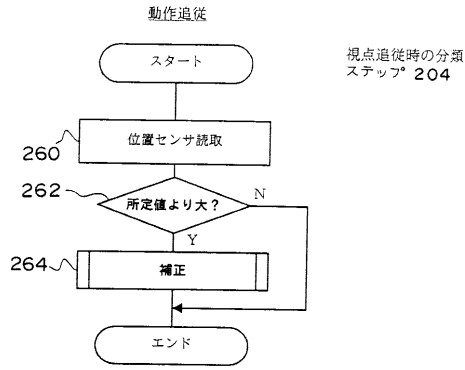 動作追従
スタート
視点追従時の分類
ステップ 204
位置センサ読取
260
262
所定値より大?
N
Y
264
補正
エンド